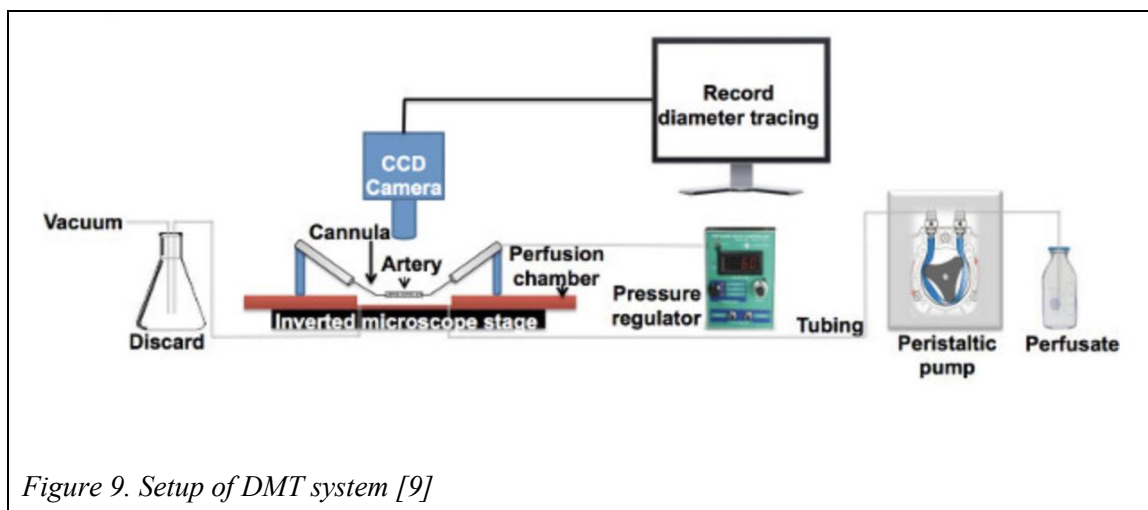 Record
diameter tracing
CCD
Camera
Vacuum
Cannula
Artery
Perfusion
chamber
60
Inverted microscope stage
Discard
Pressure
regulator
Tubing
Peristaltic
pump
Perfusate
Figure 9. Setup of DMT system [9]